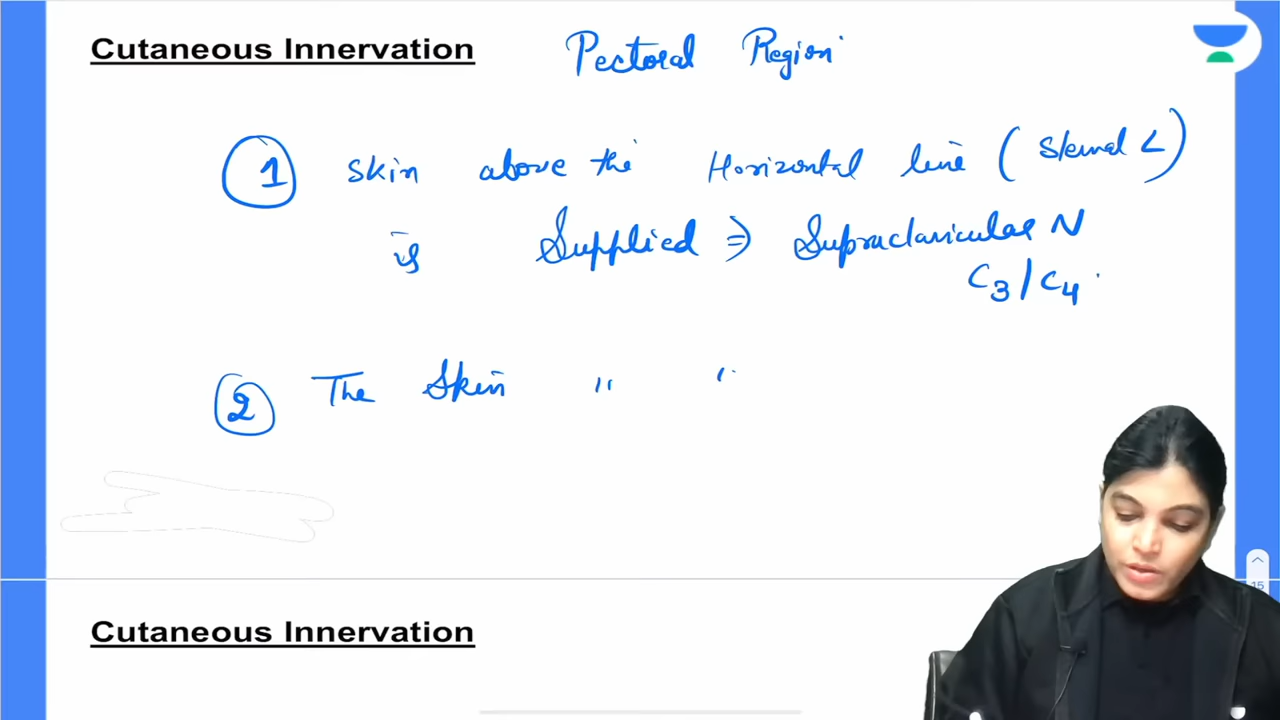 Cutaneous Innervation Pectoral Region
1 Skin above the Horizontal line (Sternal <)
is Supplied ⇒ Supraclavicular N
C3/C4
2 The Skin " "
15
Cutaneous Innervation